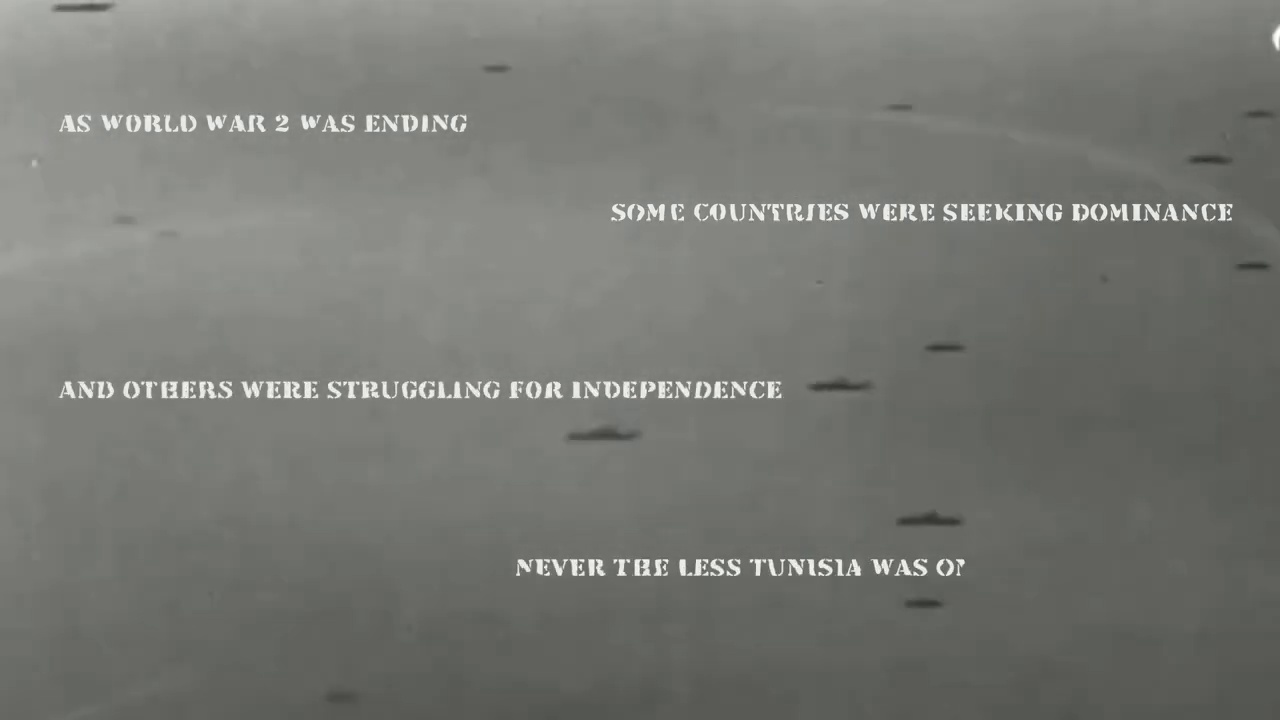 AS WORLD WAR 2 WAS ENDING
SOME COUNTRIES WERE SEEKING DOMINANCE
AND OTHERS WERE STRUGGLING FOR INDEPENDENCE
NEVER THE LESS TUNISIA WAS